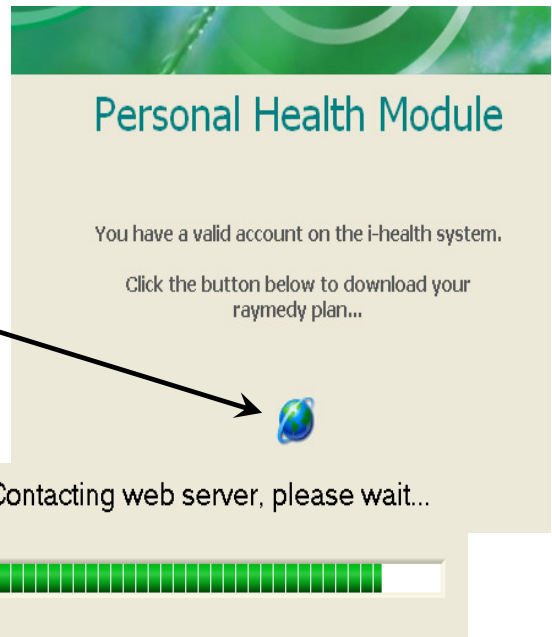 Personal Health Module
You have a valid account on the i-health system.
Click the button below to download your
raymedy plan...
Contacting web server, please wait...